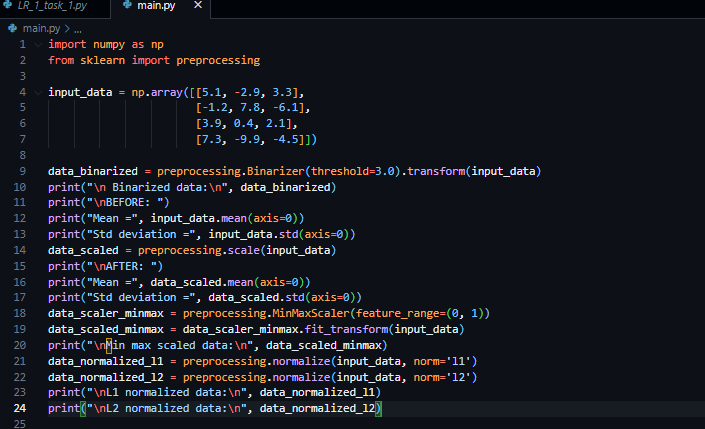 LR_1_task_1.py main.py ×
main.py > ...
1 import numpy as np
2 from sklearn import preprocessing
3
4 input_data = np.array([[5.1, -2.9, 3.3],
5 [-1.2, 7.8, -6.1],
6 [3.9, 0.4, 2.1],
7 [7.3, -9.9, -4.5]])
8
9 data_binarized = preprocessing.Binarizer(threshold=3.0).transform(input_data)
10 print("\n Binarized data:\n", data_binarized)
11 print("\nBEFORE: ")
12 print("Mean =", input_data.mean(axis=0))
13 print("Std deviation =", input_data.std(axis=0))
14 data_scaled = preprocessing.scale(input_data)
15 print("\nAFTER: ")
16 print("Mean =", data_scaled.mean(axis=0))
17 print("Std deviation =", data_scaled.std(axis=0))
18 data_scaler_minmax = preprocessing.MinMaxScaler(feature_range=(0, 1))
19 data_scaled_minmax = data_scaler_minmax.fit_transform(input_data)
20 print("\nМin max scaled data:\n", data_scaled_minmax)
21 data_normalized_l1 = preprocessing.normalize(input_data, norm='l1')
22 data_normalized_l2 = preprocessing.normalize(input_data, norm='l2')
23 print("\nL1 normalized data:\n", data_normalized_l1)
24 print("\nL2 normalized data:\n", data_normalized_l2)
25